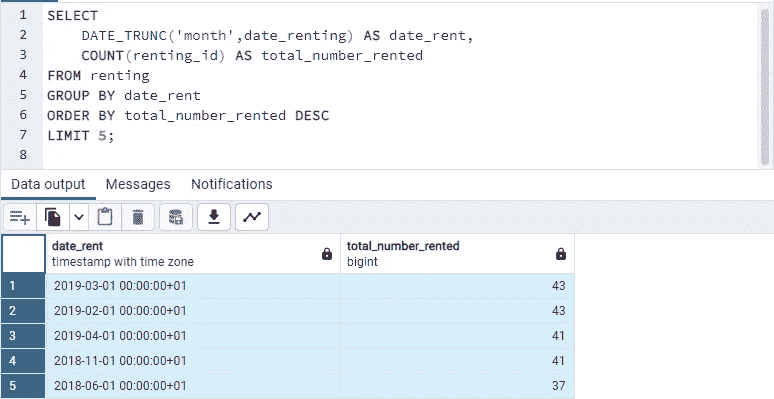 1 SELECT
2 DATE_TRUNC('month',date_renting) AS date_rent,
3 COUNT(renting_id) AS total_number_rented
4 FROM renting
5 GROUP BY date_rent
6 ORDER BY total_number_rented DESC
7 LIMIT 5;
8
Data output Messages Notifications
date_rent total_number_rented
timestamp with time zone bigint
1 2019-03-01 00:00:00+01 43
2 2019-02-01 00:00:00+01 43
3 2019-04-01 00:00:00+01 41
4 2018-11-01 00:00:00+01 41
5 2018-06-01 00:00:00+01 37